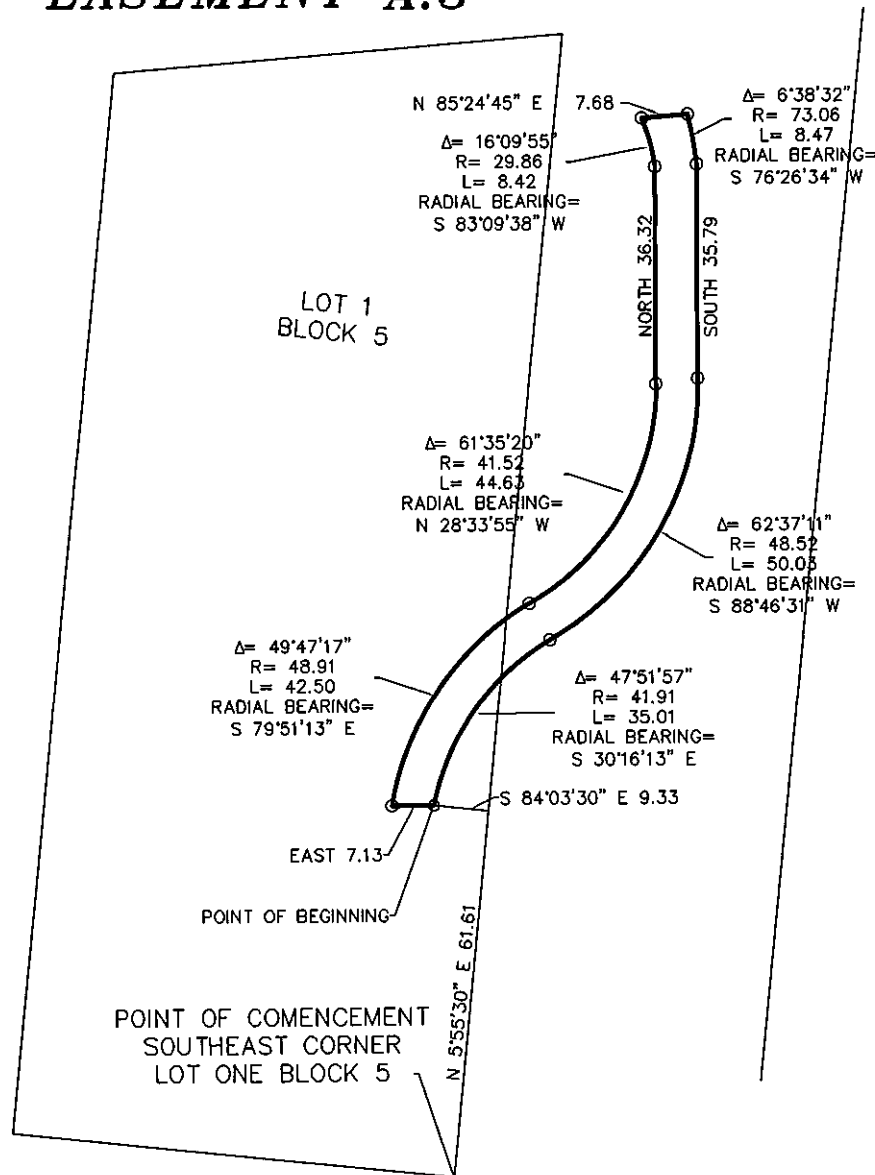 EASEMENT A.3
N 85°24'45" E 7.68
Δ= 6°38'32"
R= 73.06
L= 8.47
RADIAL BEARING=
S 76°26'34" W
Δ= 16°09'55"
R= 29.86
L= 8.42
RADIAL BEARING=
S 83°09'38" W
NORTH 36.32
SOUTH 35.79
LOT 1
BLOCK 5
Δ= 61°35'20"
R= 41.52
L= 44.63
RADIAL BEARING=
N 28°33'55" W
Δ= 62°37'11"
R= 48.52
L= 50.03
RADIAL BEARING=
S 88°46'31" W
Δ= 49°47'17"
R= 48.91
L= 42.50
RADIAL BEARING=
S 79°51'13" E
Δ= 47°51'57"
R= 41.91
L= 35.01
RADIAL BEARING=
S 30°16'13" E
S 84°03'30" E 9.33
EAST 7.13
POINT OF BEGINNING
N 5°55'30" E 61.61
POINT OF COMENCEMENT
SOUTHEAST CORNER
LOT ONE BLOCK 5